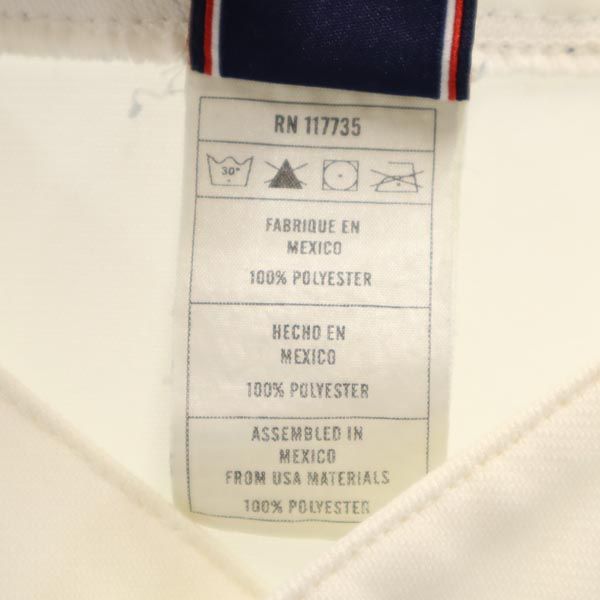 RN 117735
30°
FABRIQUE EN
MEXICO
100% POLYESTER
HECHO EN
MEXICO
100% POLYESTER
ASSEMBLED IN
MEXICO
FROM USA MATERIALS
100% POLYESTER